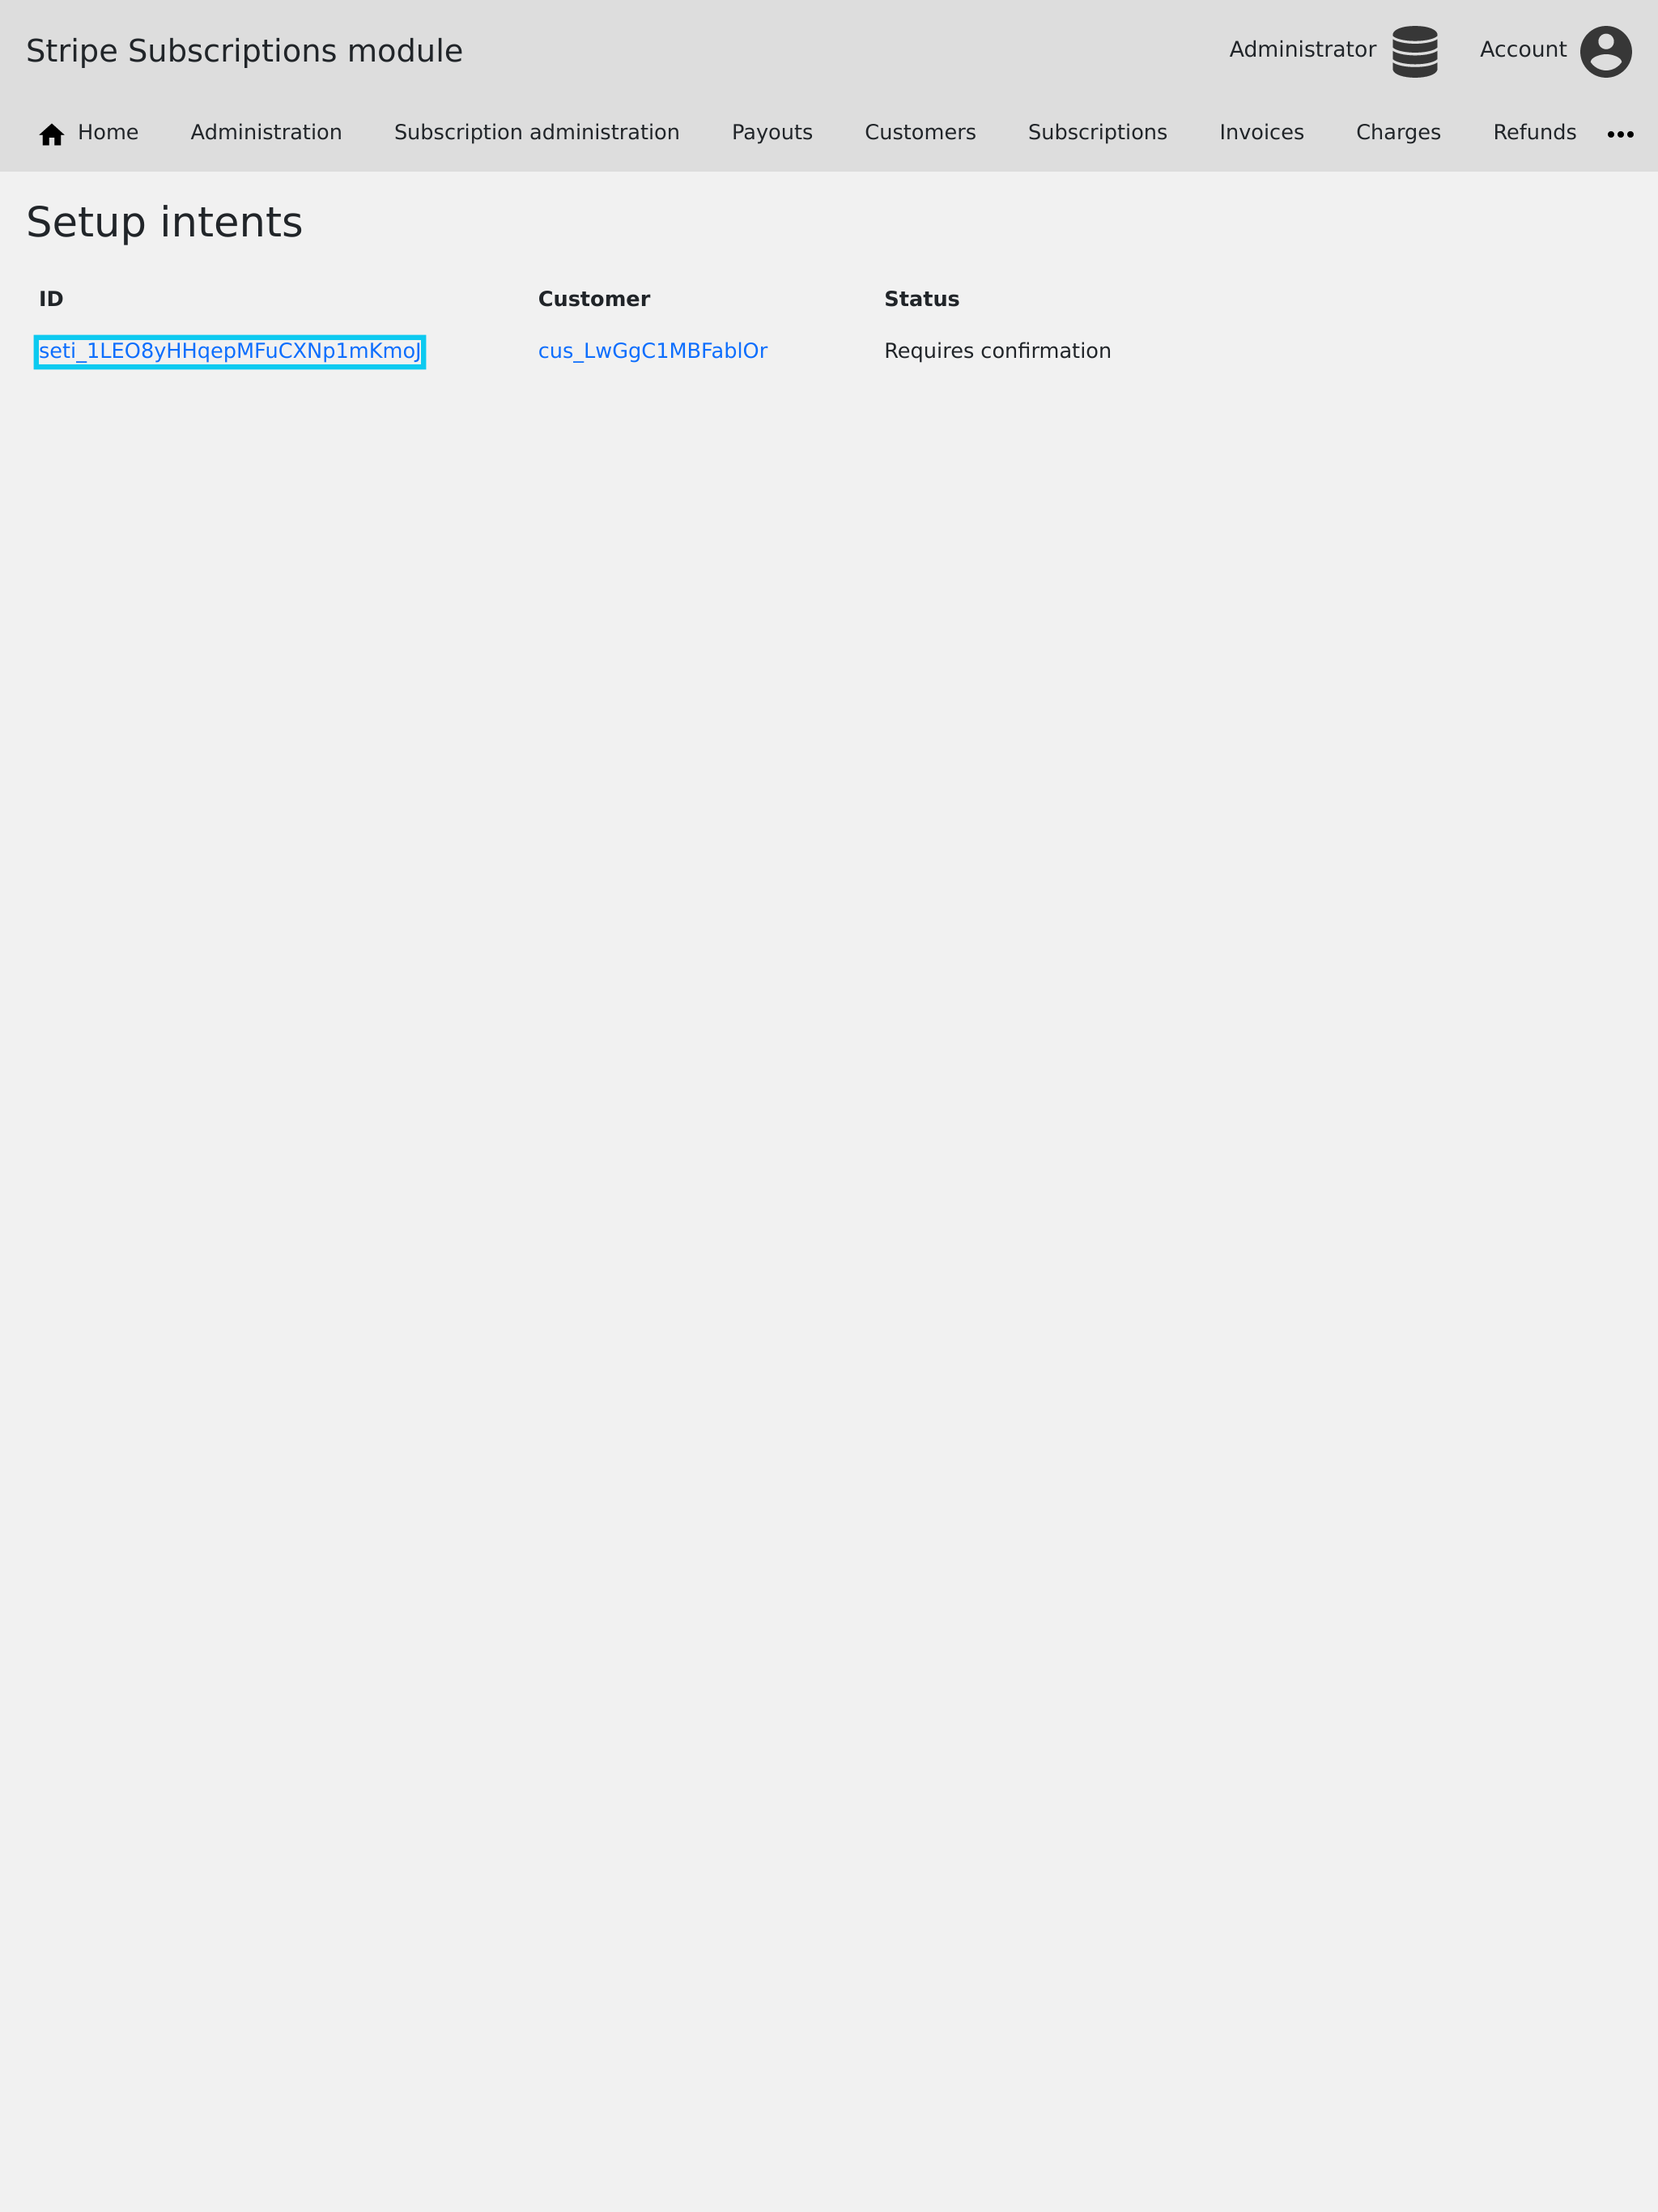 Stripe Subscriptions module
Administrator
Account
Home Administration Subscription administration Payouts Customers Subscriptions Invoices Charges Refunds
Setup intents
ID Customer Status
seti_1LEO8yHHqepMFuCXNp1mKmoJ cus_LwGgC1MBFablOr Requires confirmation